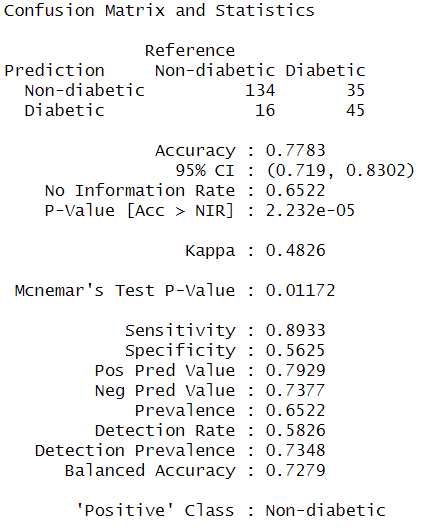 Confusion Matrix and Statistics
Reference
Prediction Non-diabetic Diabetic
Non-diabetic 134 35
Diabetic 16 45
Accuracy : 0.7783
95% CI : (0.719, 0.8302)
No Information Rate : 0.6522
P-Value [Acc > NIR] : 2.232e-05
Kappa : 0.4826
Mcnemar's Test P-Value : 0.01172
Sensitivity : 0.8933
Specificity : 0.5625
Pos Pred Value : 0.7929
Neg Pred Value : 0.7377
Prevalence : 0.6522
Detection Rate : 0.5826
Detection Prevalence : 0.7348
Balanced Accuracy : 0.7279
'Positive' Class : Non-diabetic